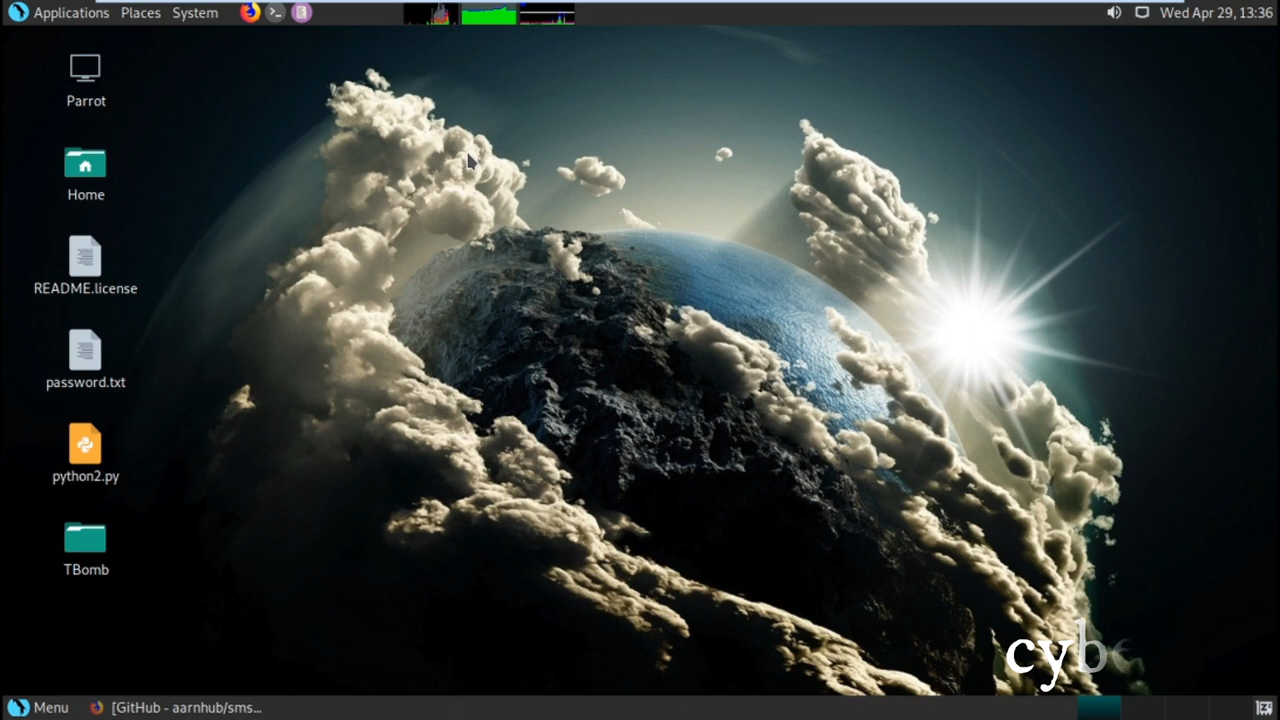 Applications Places System
Wed Apr 29, 13:36
Parrot
Home
README.license
password.txt
python2.py
TBomb
cyb
Menu
[GitHub - aarnhub/sms...